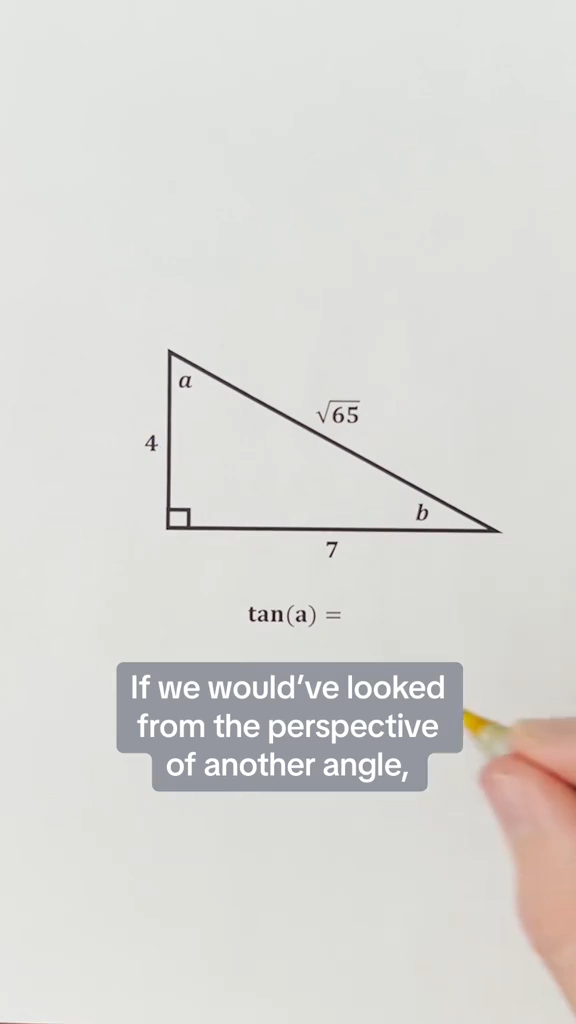 a
√65
4
b
7
tan(a) =
If we would’ve looked
from the perspective
of another angle,